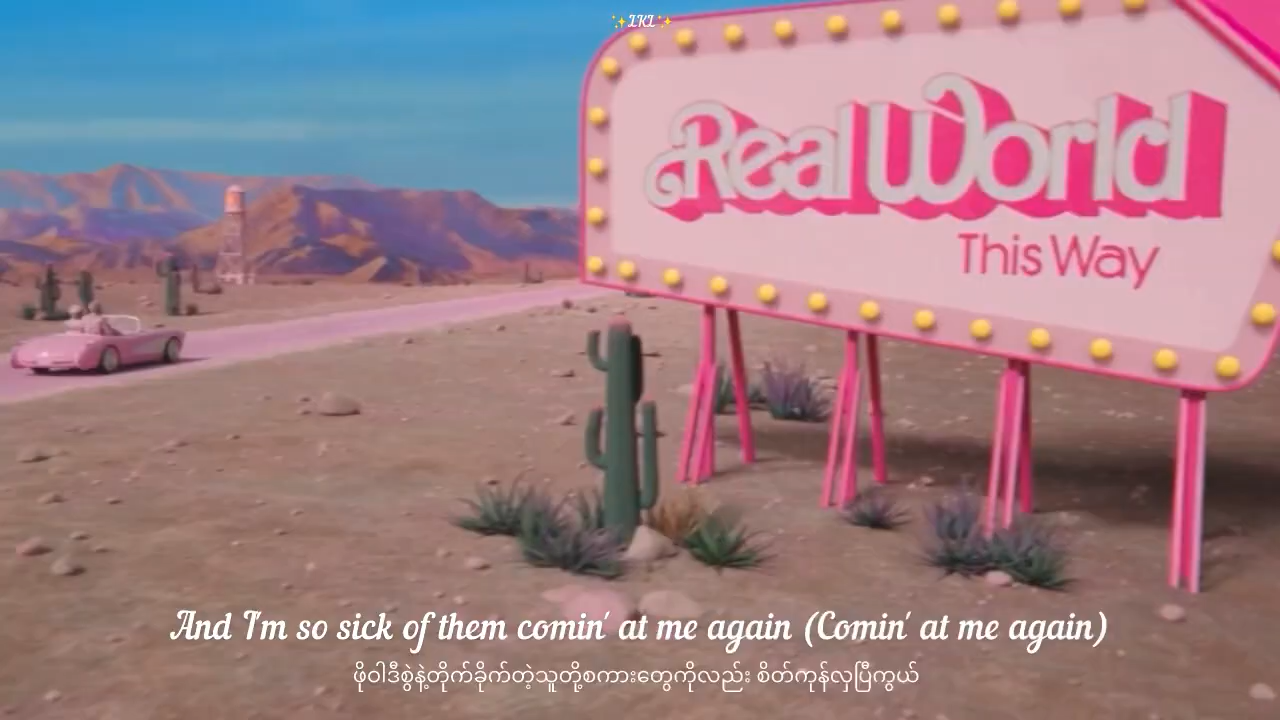 ✨LKL✨
Real World
This Way
And I'm so sick of them comin' at me again (Comin' at me again)
ဖိုဝါဒီစွဲနဲ့တိုက်ခိုက်တဲ့သူတို့စကားတွေကိုလည်း စိတ်ကုန်လှပြီကွယ်